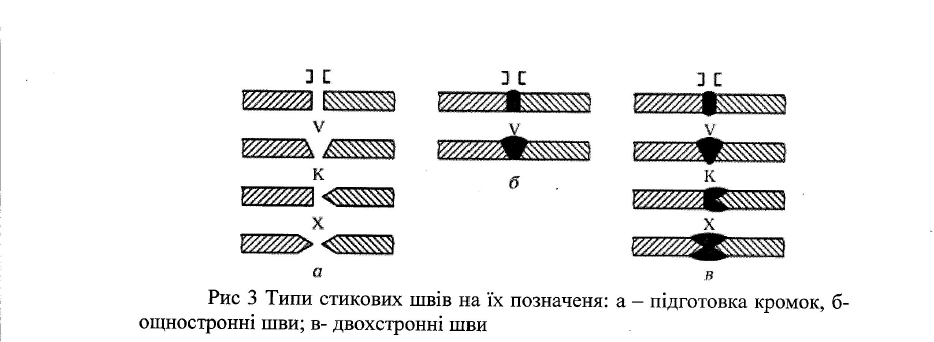 ⊐ ⊏ ⊐ ⊏ ⊐ ⊏
V V V
K K
X X
б
а в
Рис 3 Типи стикових швів на їх позначеня: а – підготовка кромок, б-
ощностронні шви; в- двохстронні шви